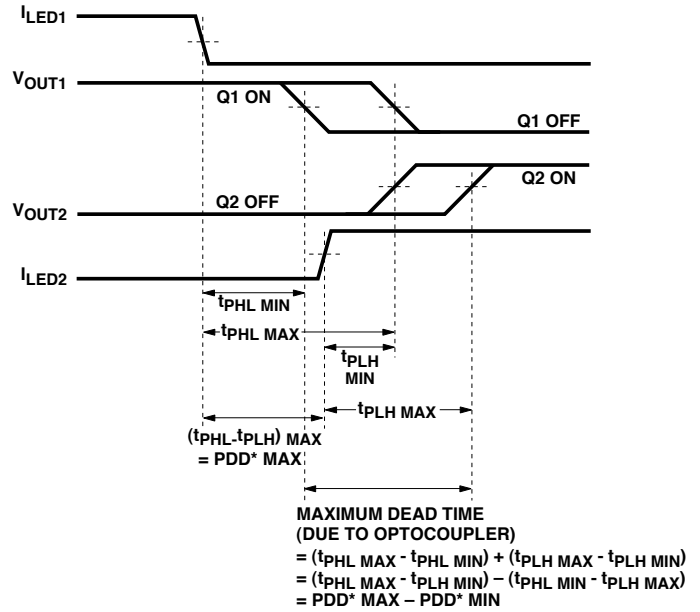 ILED1
VOUT1
Q1 ON
Q1 OFF
Q2 OFF
Q2 ON
VOUT2
ILED2
tPHL MIN
tPHL MAX
tPLH
MIN
tPLH MAX
(tPHL-tPLH) MAX
= PDD* MAX
MAXIMUM DEAD TIME
(DUE TO OPTOCOUPLER)
= (tPHL MAX - tPHL MIN) + (tPLH MAX - tPLH MIN)
= (tPHL MAX - tPLH MIN) – (tPHL MIN - tPLH MAX)
= PDD* MAX – PDD* MIN